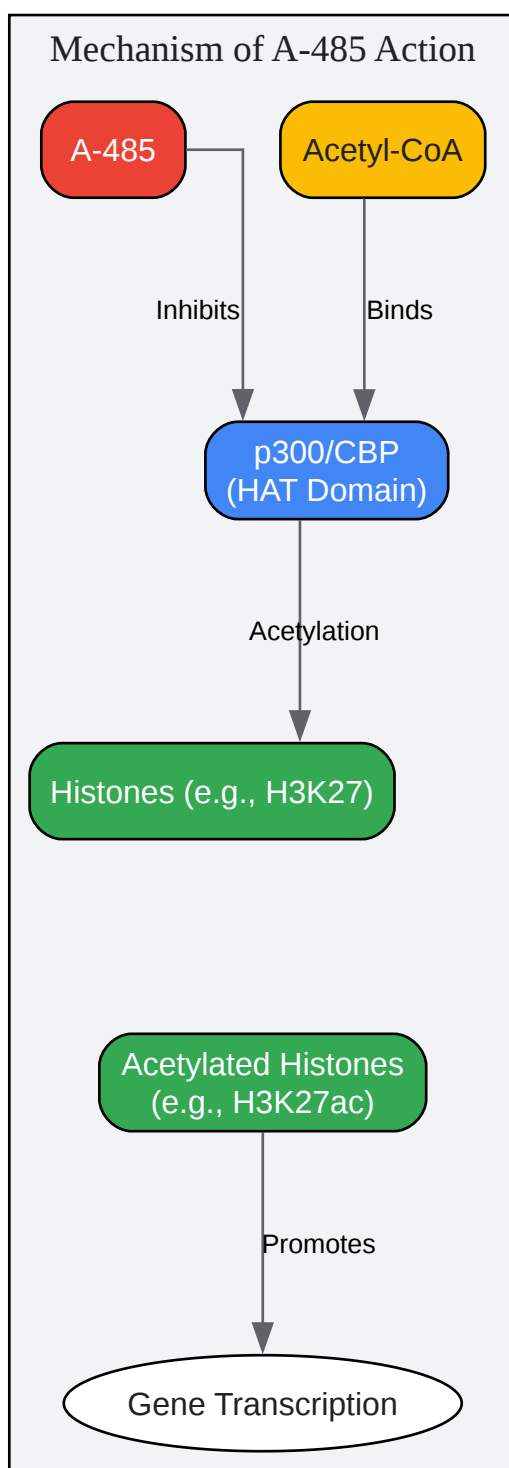 Mechanism of A-485 Action
A-485
Acetyl-CoA
Inhibits
Binds
p300/CBP
(HAT Domain)
Acetylation
Histones (e.g., H3K27)
Acetylated Histones
(e.g., H3K27ac)
Promotes
Gene Transcription